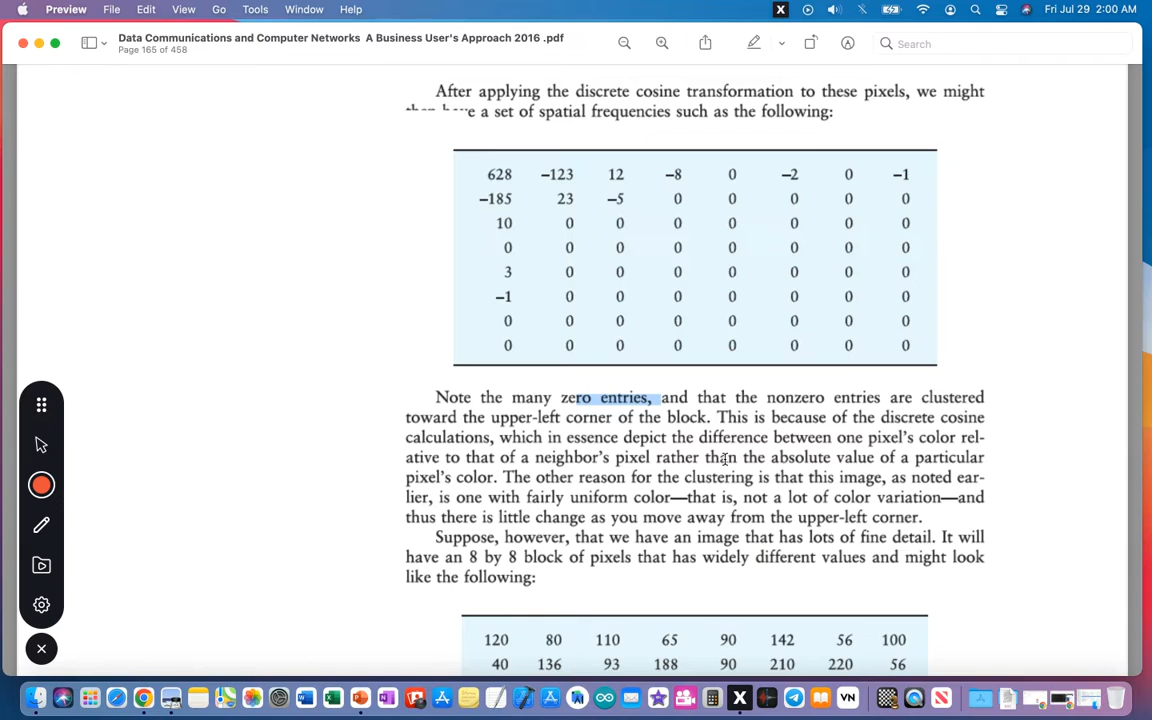 Preview File Edit View Go Tools Window Help X Fri Jul 29 2:00 AM
Data Communications and Computer Networks A Business User's Approach 2016 .pdf
Page 165 of 458
Search
After applying the discrete cosine transformation to these pixels, we might
then have a set of spatial frequencies such as the following:
628 –123 12 –8 0 –2 0 –1
–185 23 –5 0 0 0 0 0
10 0 0 0 0 0 0 0
0 0 0 0 0 0 0 0
3 0 0 0 0 0 0 0
–1 0 0 0 0 0 0 0
0 0 0 0 0 0 0 0
0 0 0 0 0 0 0 0
Note the many zero entries, and that the nonzero entries are clustered
toward the upper-left corner of the block. This is because of the discrete cosine
calculations, which in essence depict the difference between one pixel's color rel-
ative to that of a neighbor's pixel rather than the absolute value of a particular
pixel's color. The other reason for the clustering is that this image, as noted ear-
lier, is one with fairly uniform color—that is, not a lot of color variation—and
thus there is little change as you move away from the upper-left corner.
Suppose, however, that we have an image that has lots of fine detail. It will
have an 8 by 8 block of pixels that has widely different values and might look
like the following:
120 80 110 65 90 142 56 100
40 136 93 188 90 210 220 56
X VN